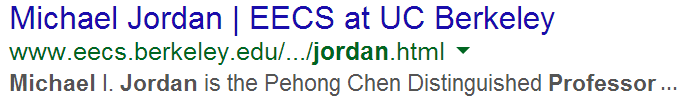 Michael Jordan | EECS at UC Berkeley
www.eecs.berkeley.edu/.../jordan.html
Michael I. Jordan is the Pehong Chen Distinguished Professor ...